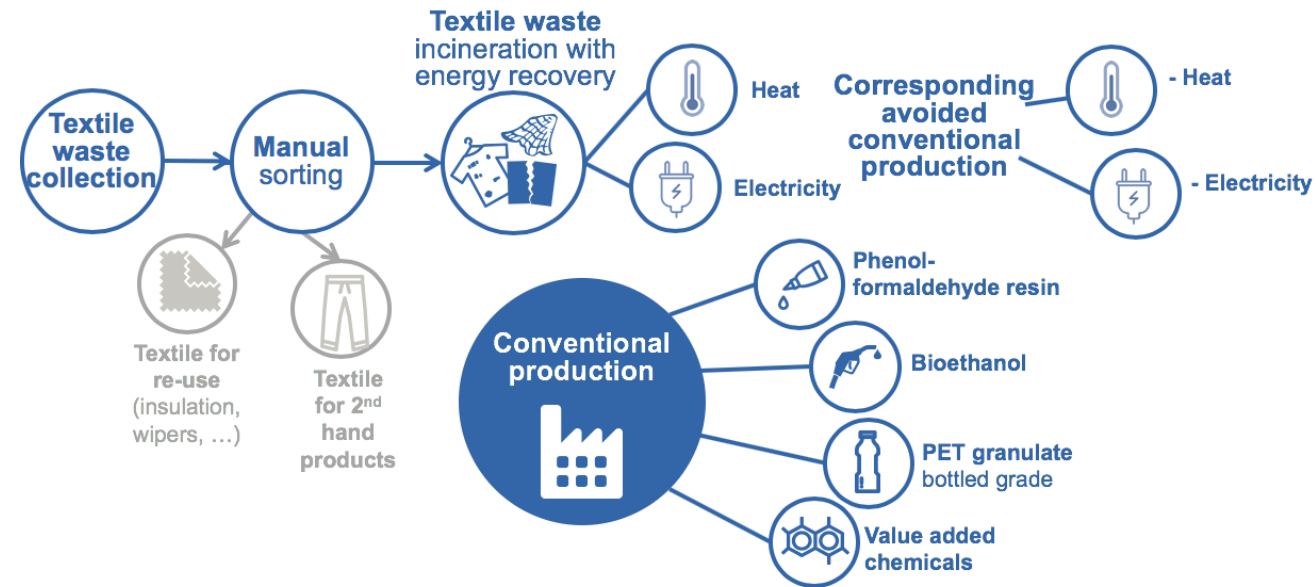 Textile
waste
collection
Manual
sorting
Textile waste
incineration with
energy recovery
Heat
Electricity
Corresponding
avoided
conventional
production
- Heat
- Electricity
Textile for
re-use
(insulation,
wipers, …)
Textile
for 2nd
hand
products
Conventional
production
Phenol-
formaldehyde resin
Bioethanol
PET granulate
bottled grade
Value added
chemicals